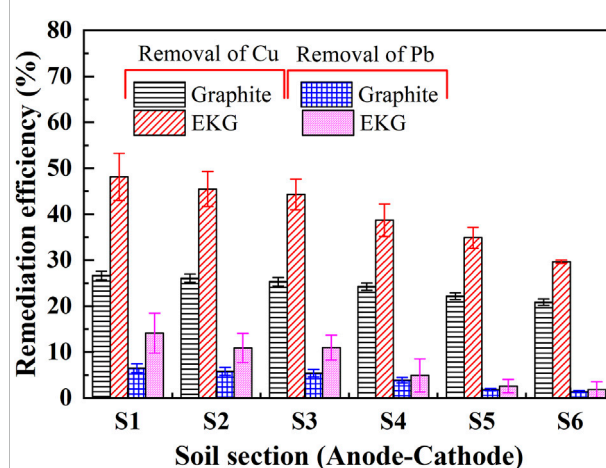 Remediation efficiency (%)
80
70
60
50
40
30
20
10
0
Removal of Cu Removal of Pb
Graphite Graphite
EKG EKG
S1 S2 S3 S4 S5 S6
Soil section (Anode-Cathode)